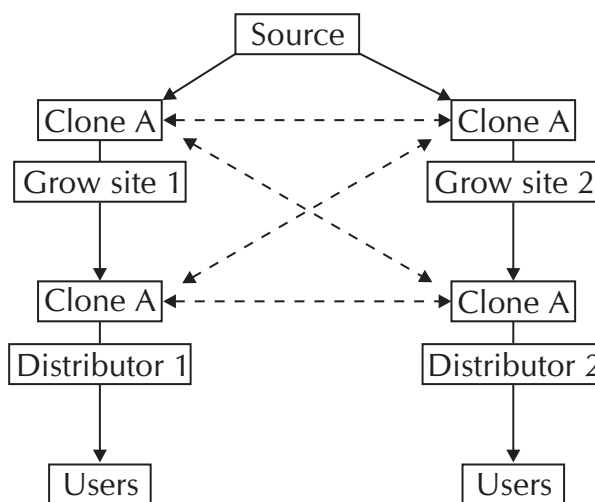 Source
Clone A
Clone A
Grow site 1
Grow site 2
Clone A
Clone A
Distributor 1
Distributor 2
Users
Users